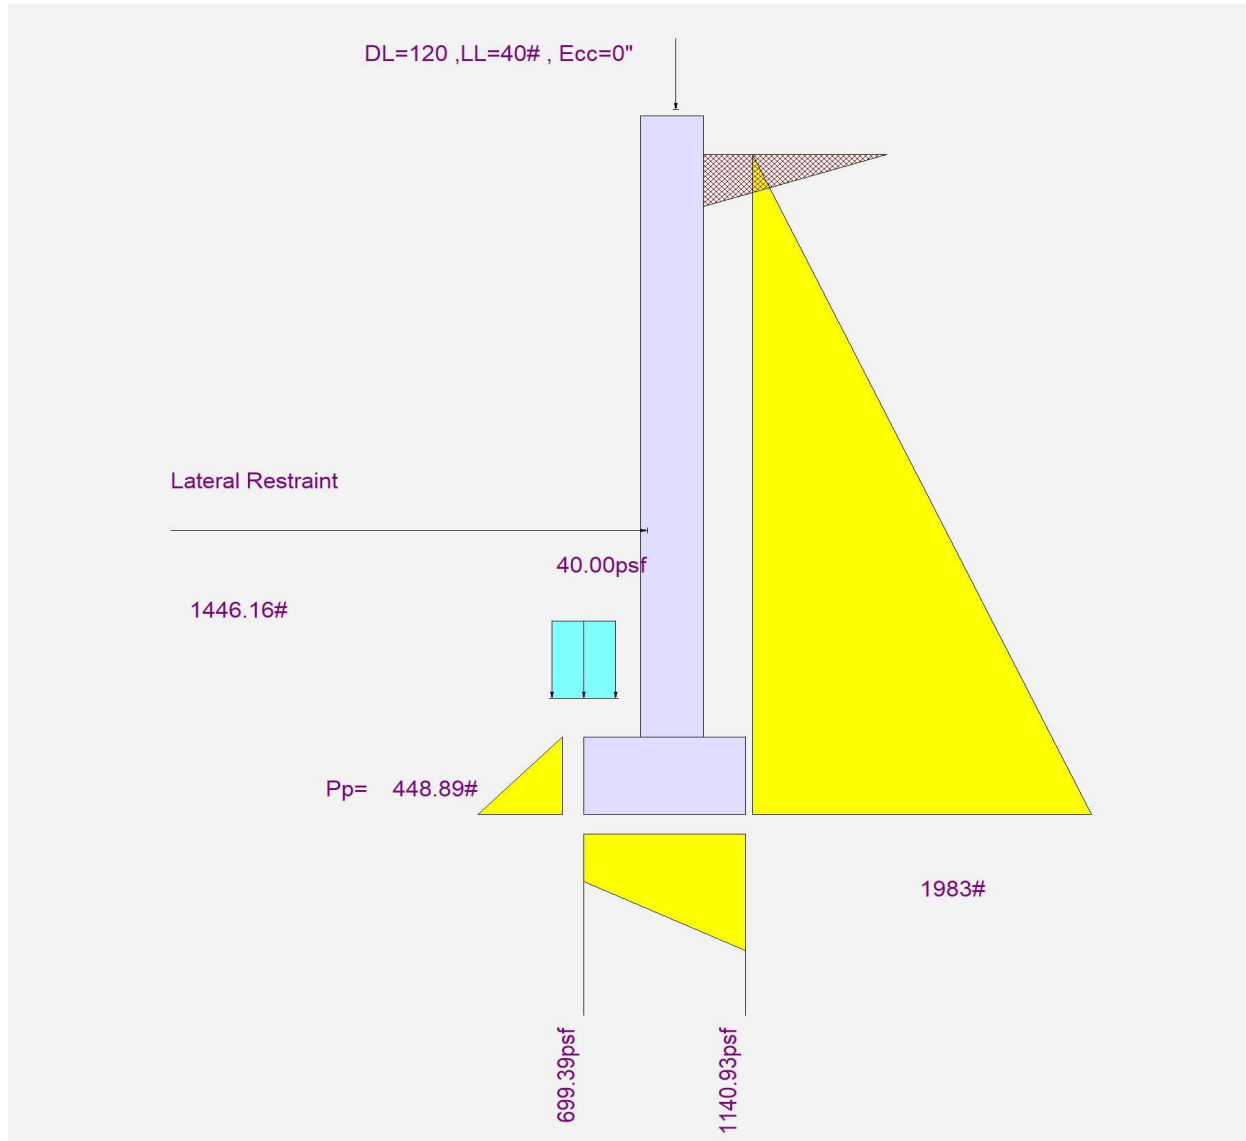 DL=120 ,LL=40# , Ecc=0"
Lateral Restraint
40.00psf
1446.16#
Pp= 448.89#
1983#
699.39psf
1140.93psf